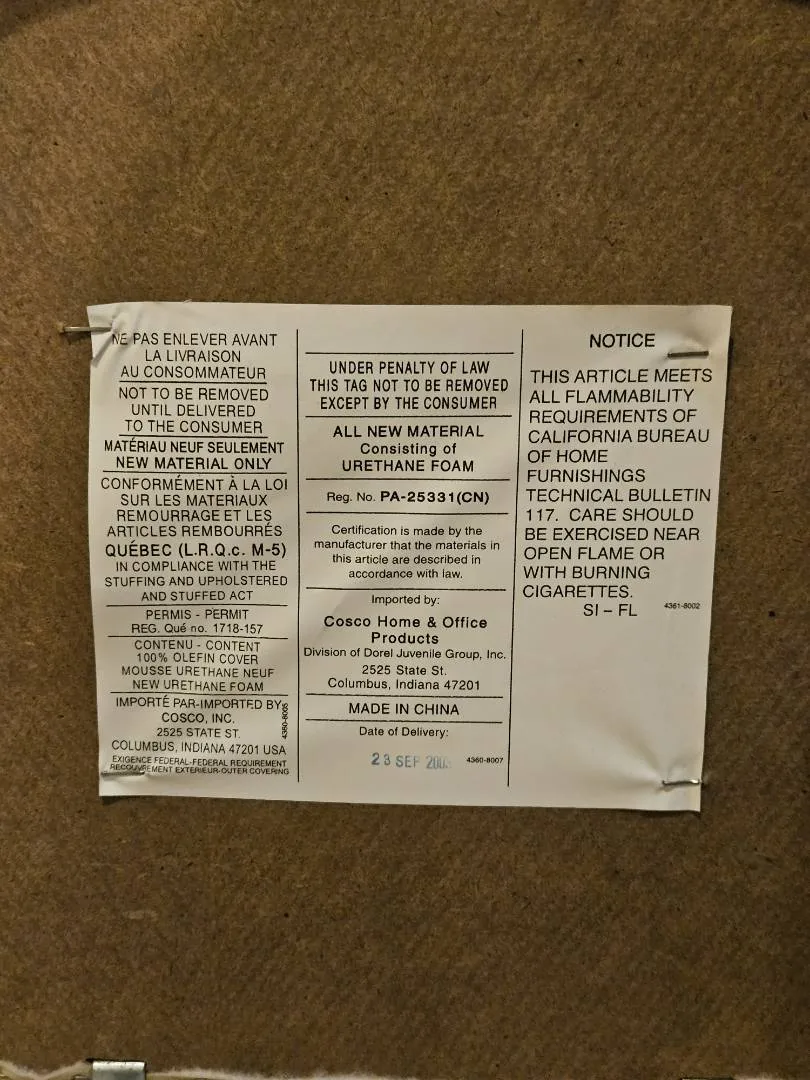 NE PAS ENLEVER AVANT
LA LIVRAISON
AU CONSOMMATEUR
NOT TO BE REMOVED
UNTIL DELIVERED
TO THE CONSUMER
MATÉRIAU NEUF SEULEMENT
NEW MATERIAL ONLY
CONFORMÉMENT À LA LOI
SUR LES MATERIAUX
REMOURRAGE ET LES
ARTICLES REMBOURRÉS
QUÉBEC (L.R.Q.c. M-5)
IN COMPLIANCE WITH THE
STUFFING AND UPHOLSTERED
AND STUFFED ACT
PERMIS - PERMIT
REG. Qué no. 1718-157
CONTENU - CONTENT
100% OLEFIN COVER
MOUSSE URETHANE NEUF
NEW URETHANE FOAM
IMPORTÉ PAR-IMPORTED BY
COSCO, INC.
2525 STATE ST.
COLUMBUS, INDIANA 47201 USA
EXIGENCE FEDERAL-FEDERAL REQUIREMENT
RECOUVREMENT EXTERIEUR-OUTER COVERING
UNDER PENALTY OF LAW
THIS TAG NOT TO BE REMOVED
EXCEPT BY THE CONSUMER
ALL NEW MATERIAL
Consisting of
URETHANE FOAM
Reg. No. PA-25331(CN)
Certification is made by the
manufacturer that the materials in
this article are described in
accordance with law.
Imported by:
Cosco Home & Office
Products
Division of Dorel Juvenile Group, Inc.
2525 State St.
Columbus, Indiana 47201
MADE IN CHINA
Date of Delivery:
23 SEP
4360-8007
NOTICE
THIS ARTICLE MEETS
ALL FLAMMABILITY
REQUIREMENTS OF
CALIFORNIA BUREAU
OF HOME
FURNISHINGS
TECHNICAL BULLETIN
117. CARE SHOULD
BE EXERCISED NEAR
OPEN FLAME OR
WITH BURNING
CIGARETTES.
SI – FL
4361-8002